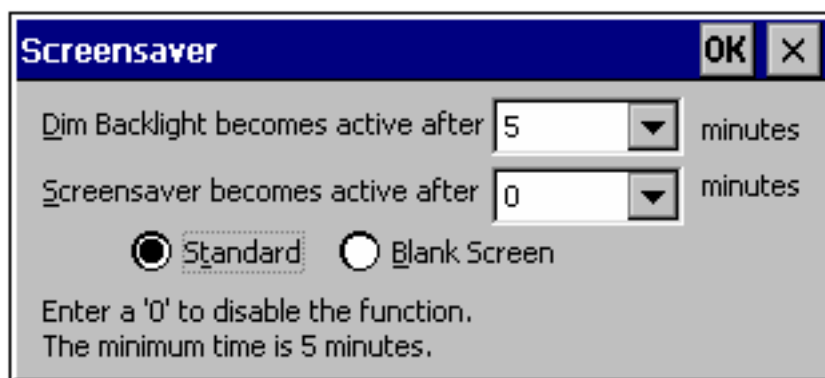 Screensaver OK ×
Dim Backlight becomes active after 5 minutes
Screensaver becomes active after 0 minutes
Standard Blank Screen
Enter a '0' to disable the function.
The minimum time is 5 minutes.